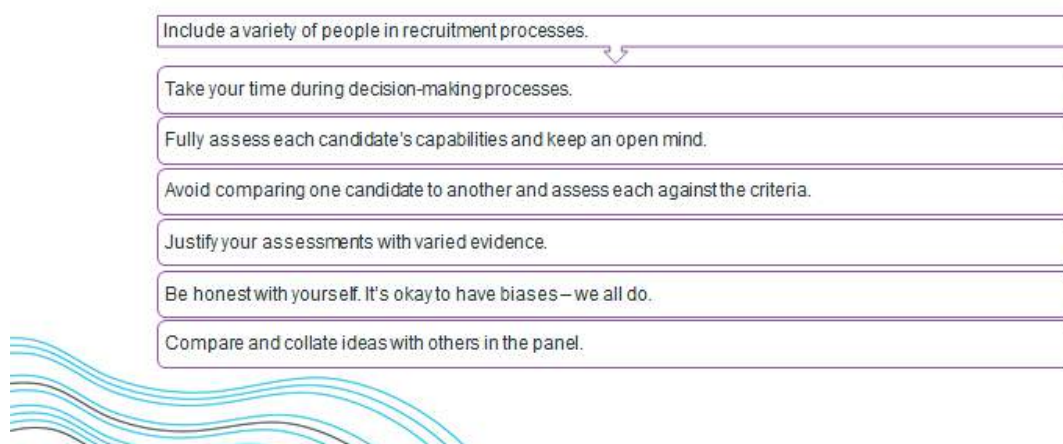 Include a variety of people in recruitment processes.
Take your time during decision-making processes.
Fully assess each candidate's capabilities and keep an open mind.
Avoid comparing one candidate to another and assess each against the criteria.
Justify your assessments with varied evidence.
Be honest with yourself. It's okay to have biases – we all do.
Compare and collate ideas with others in the panel.